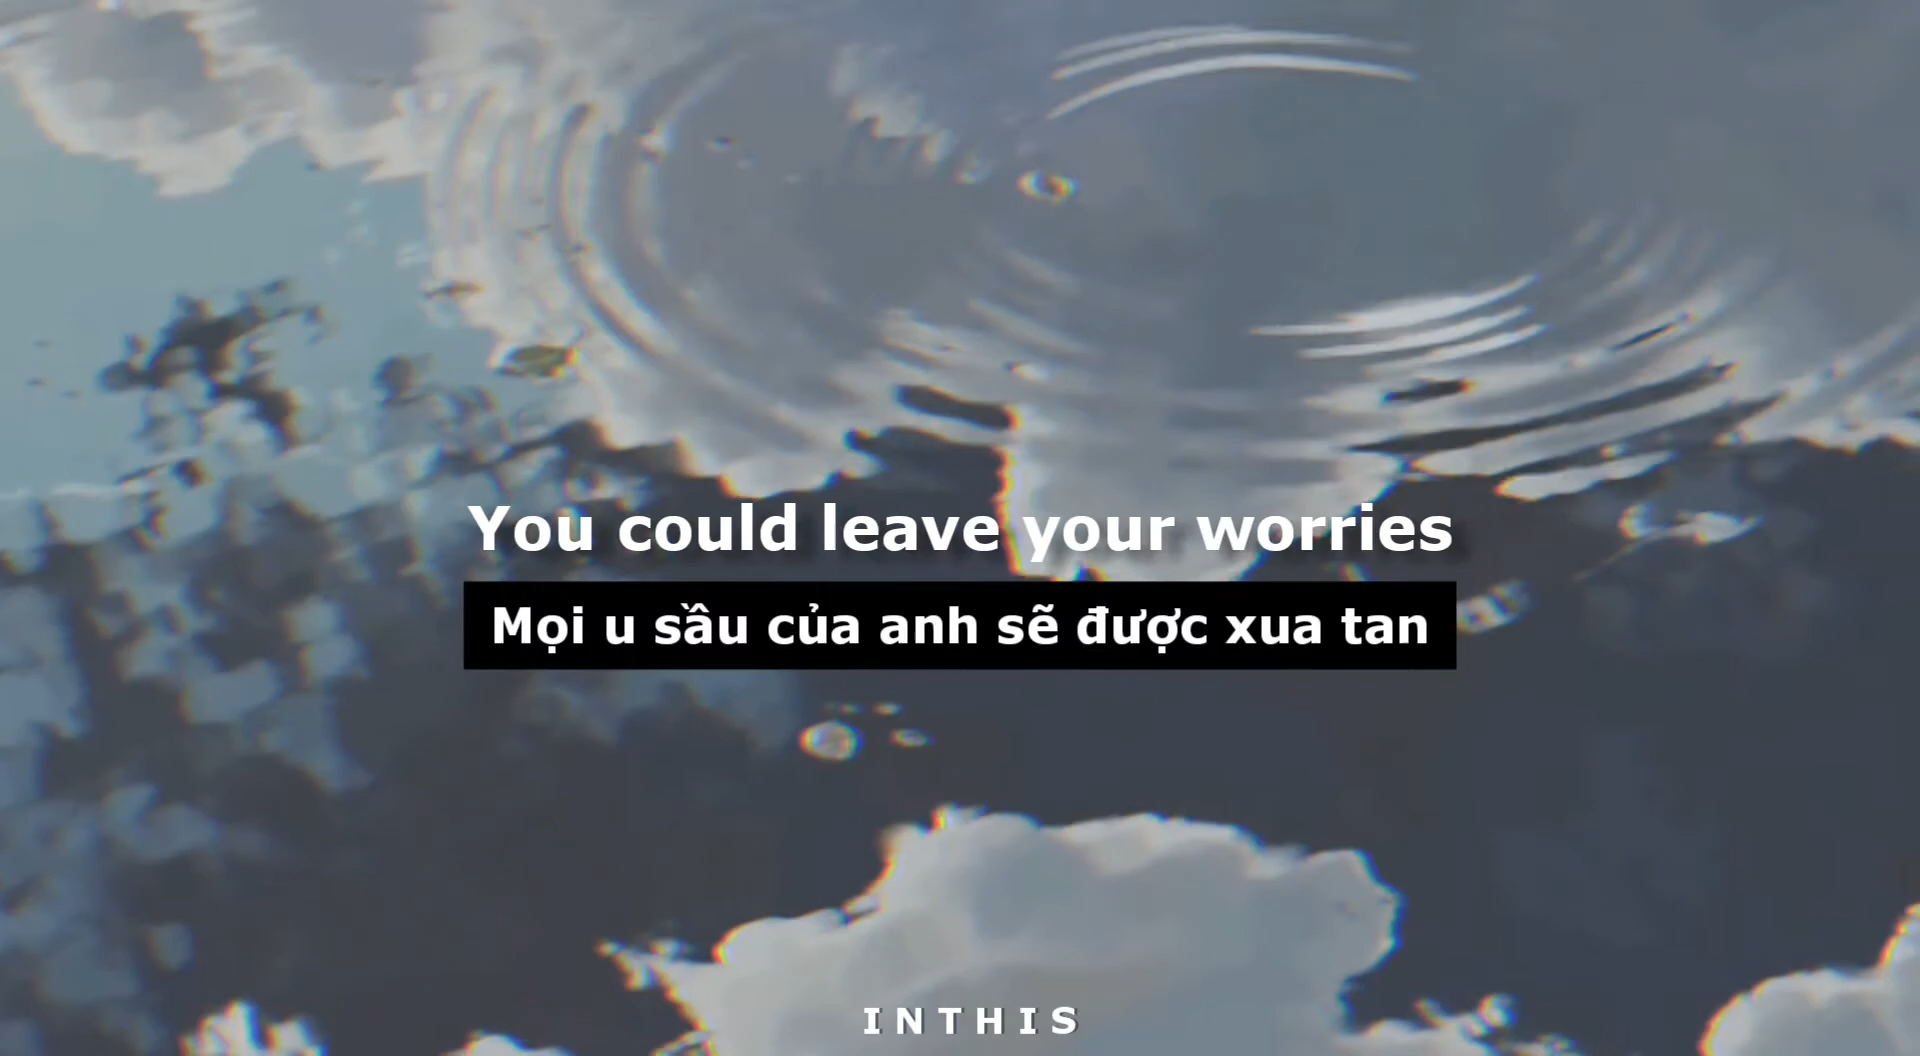 You could leave your worries
Mọi u sầu của anh sẽ được xua tan
INTHIS